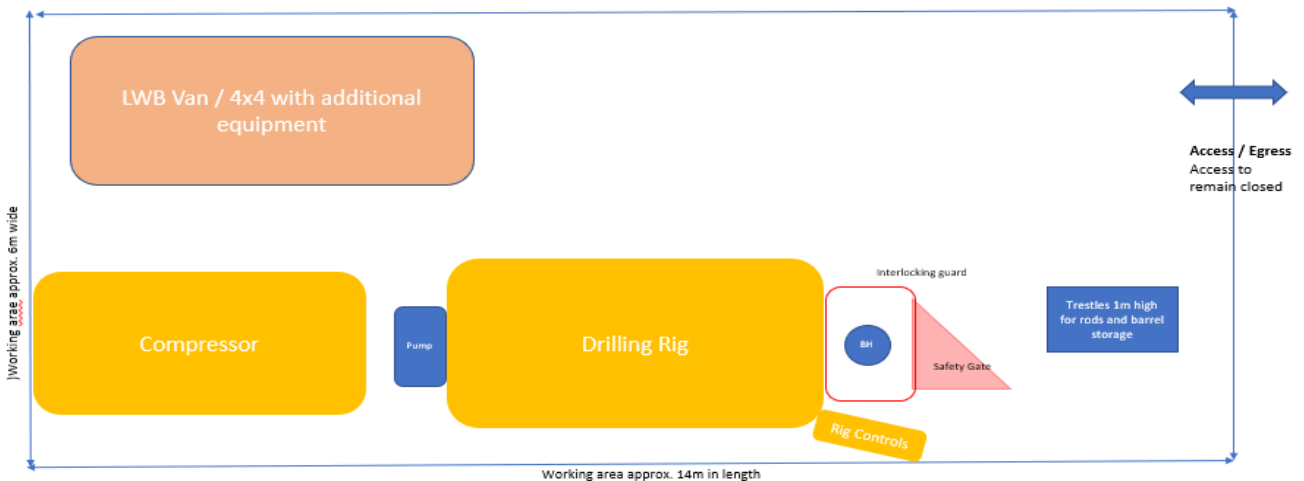 LWB Van / 4x4 with additional
equipment
Access / Egress
Access to
remain closed
)Working arae approx. 6m wide
Interlocking guard
Compressor
Pump
Drilling Rig
BH
Safety Gate
Trestles 1m high
for rods and barrel
storage
Rig Controls
Working area approx. 14m in length